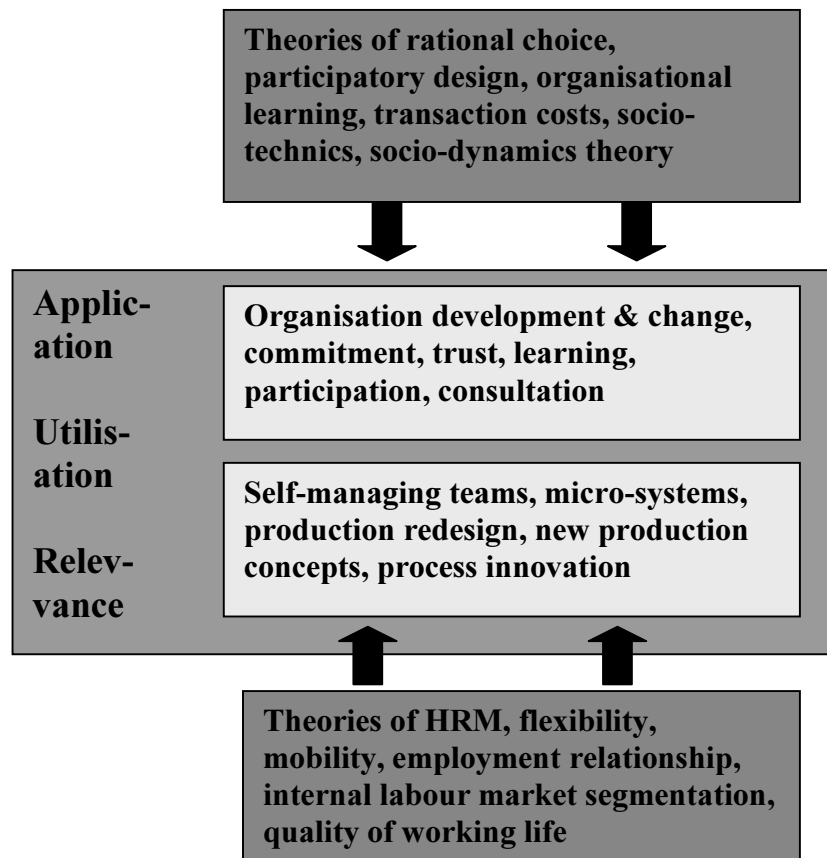 Theories of rational choice,
participatory design, organisational
learning, transaction costs, socio-
technics, socio-dynamics theory
Applic-
ation
Utilis-
ation
Relev-
vance
Organisation development & change,
commitment, trust, learning,
participation, consultation
Self-managing teams, micro-systems,
production redesign, new production
concepts, process innovation
Theories of HRM, flexibility,
mobility, employment relationship,
internal labour market segmentation,
quality of working life